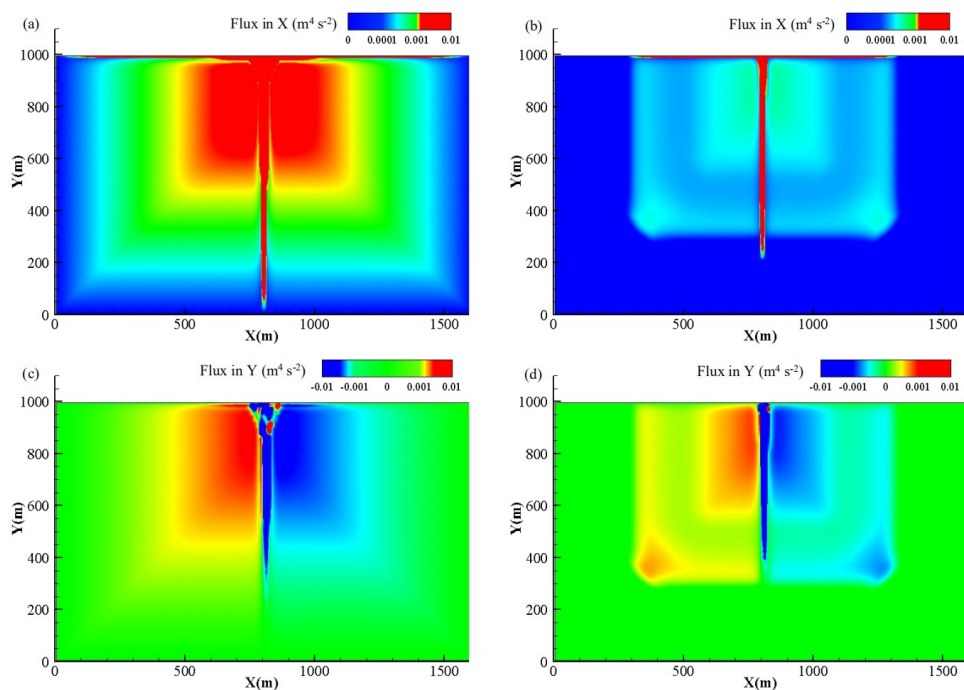 (a) Flux in X (m⁴ s⁻²)
0 0.0001 0.001 0.01
Y(m)
1000
800
600
400
200
0
0 500 1000 1500
X(m)
(b) Flux in X (m⁴ s⁻²)
0 0.0001 0.001 0.01
Y(m)
1000
800
600
400
200
0
0 500 1000 1500
X(m)
(c) Flux in Y (m⁴ s⁻²)
-0.01 -0.001 0 0.001 0.01
Y(m)
1000
800
600
400
200
0
0 500 1000 1500
X(m)
(d) Flux in Y (m⁴ s⁻²)
-0.01 -0.001 0 0.001 0.01
Y(m)
1000
800
600
400
200
0
0 500 1000 1500
X(m)